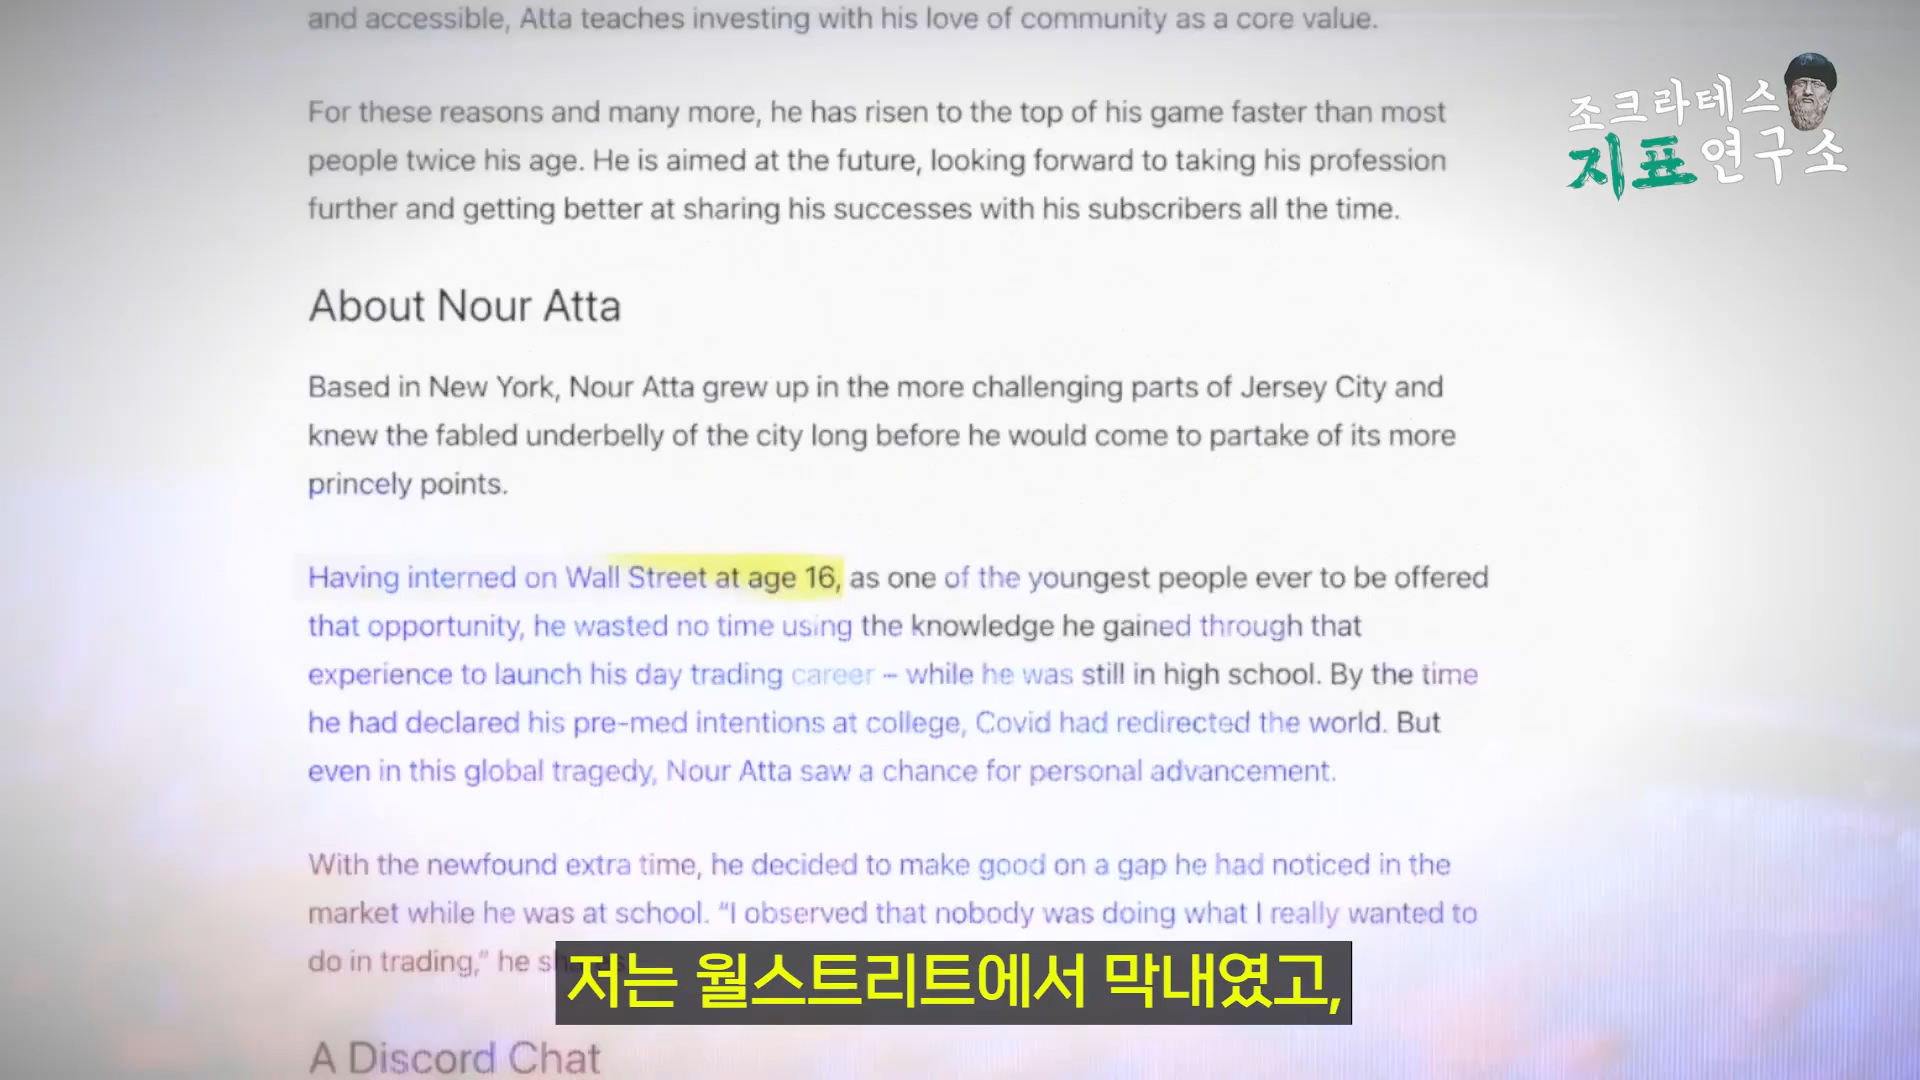 and accessible, Atta teaches investing with his love of community as a core value.
조크라테스
지표연구소
For these reasons and many more, he has risen to the top of his game faster than most
people twice his age. He is aimed at the future, looking forward to taking his profession
further and getting better at sharing his successes with his subscribers all the time.
About Nour Atta
Based in New York, Nour Atta grew up in the more challenging parts of Jersey City and
knew the fabled underbelly of the city long before he would come to partake of its more
princely points.
Having interned on Wall Street at age 16, as one of the youngest people ever to be offered
that opportunity, he wasted no time using the knowledge he gained through that
experience to launch his day trading career – while he was still in high school. By the time
he had declared his pre-med intentions at college, Covid had redirected the world. But
even in this global tragedy, Nour Atta saw a chance for personal advancement.
With the newfound extra time, he decided to make good on a gap he had noticed in the
market while he was at school. “I observed that nobody was doing what I really wanted to
do in trading,” he
저는 월스트리트에서 막내였고,
A Discord Chat